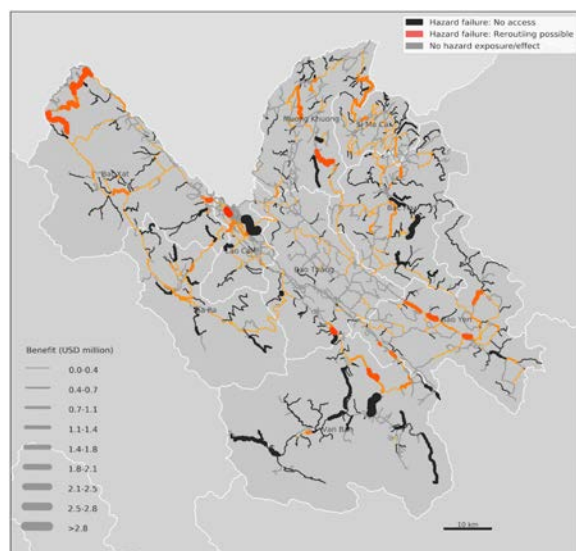 Hazard failure: No access
Hazard failure: Rerouting possible
No hazard exposure/effect
Muong Khuong
Si Ma Cai
Bat Xat
Bao Thang
Sa Pa
Bao Yen
Van Ban
Benefit (USD million)
0.0-0.4
0.4-0.7
0.7-1.1
1.1-1.4
1.4-1.8
1.8-2.1
2.1-2.5
2.5-2.8
>2.8
10 km